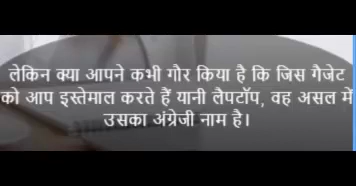 लेकिन क्या आपने कभी गौर किया है कि जिस गैजेट
को आप इस्तेमाल करते हैं यानी लैपटॉप, वह असल में
उसका अंग्रेजी नाम है।